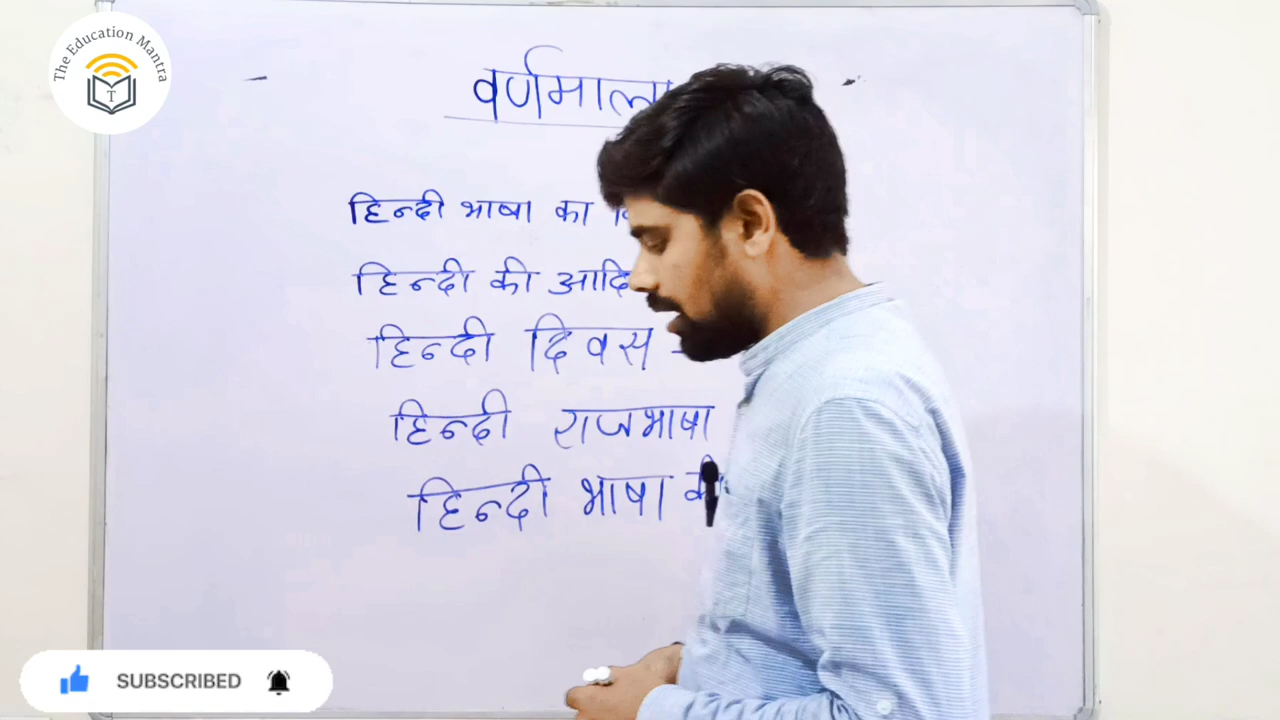 The Education Mantra
T
वर्णमाला
हिन्दी भाषा का
हिन्दी की आदि
हिन्दी दिवस -
हिन्दी राजभाषा
हिन्दी भाषा की
SUBSCRIBED